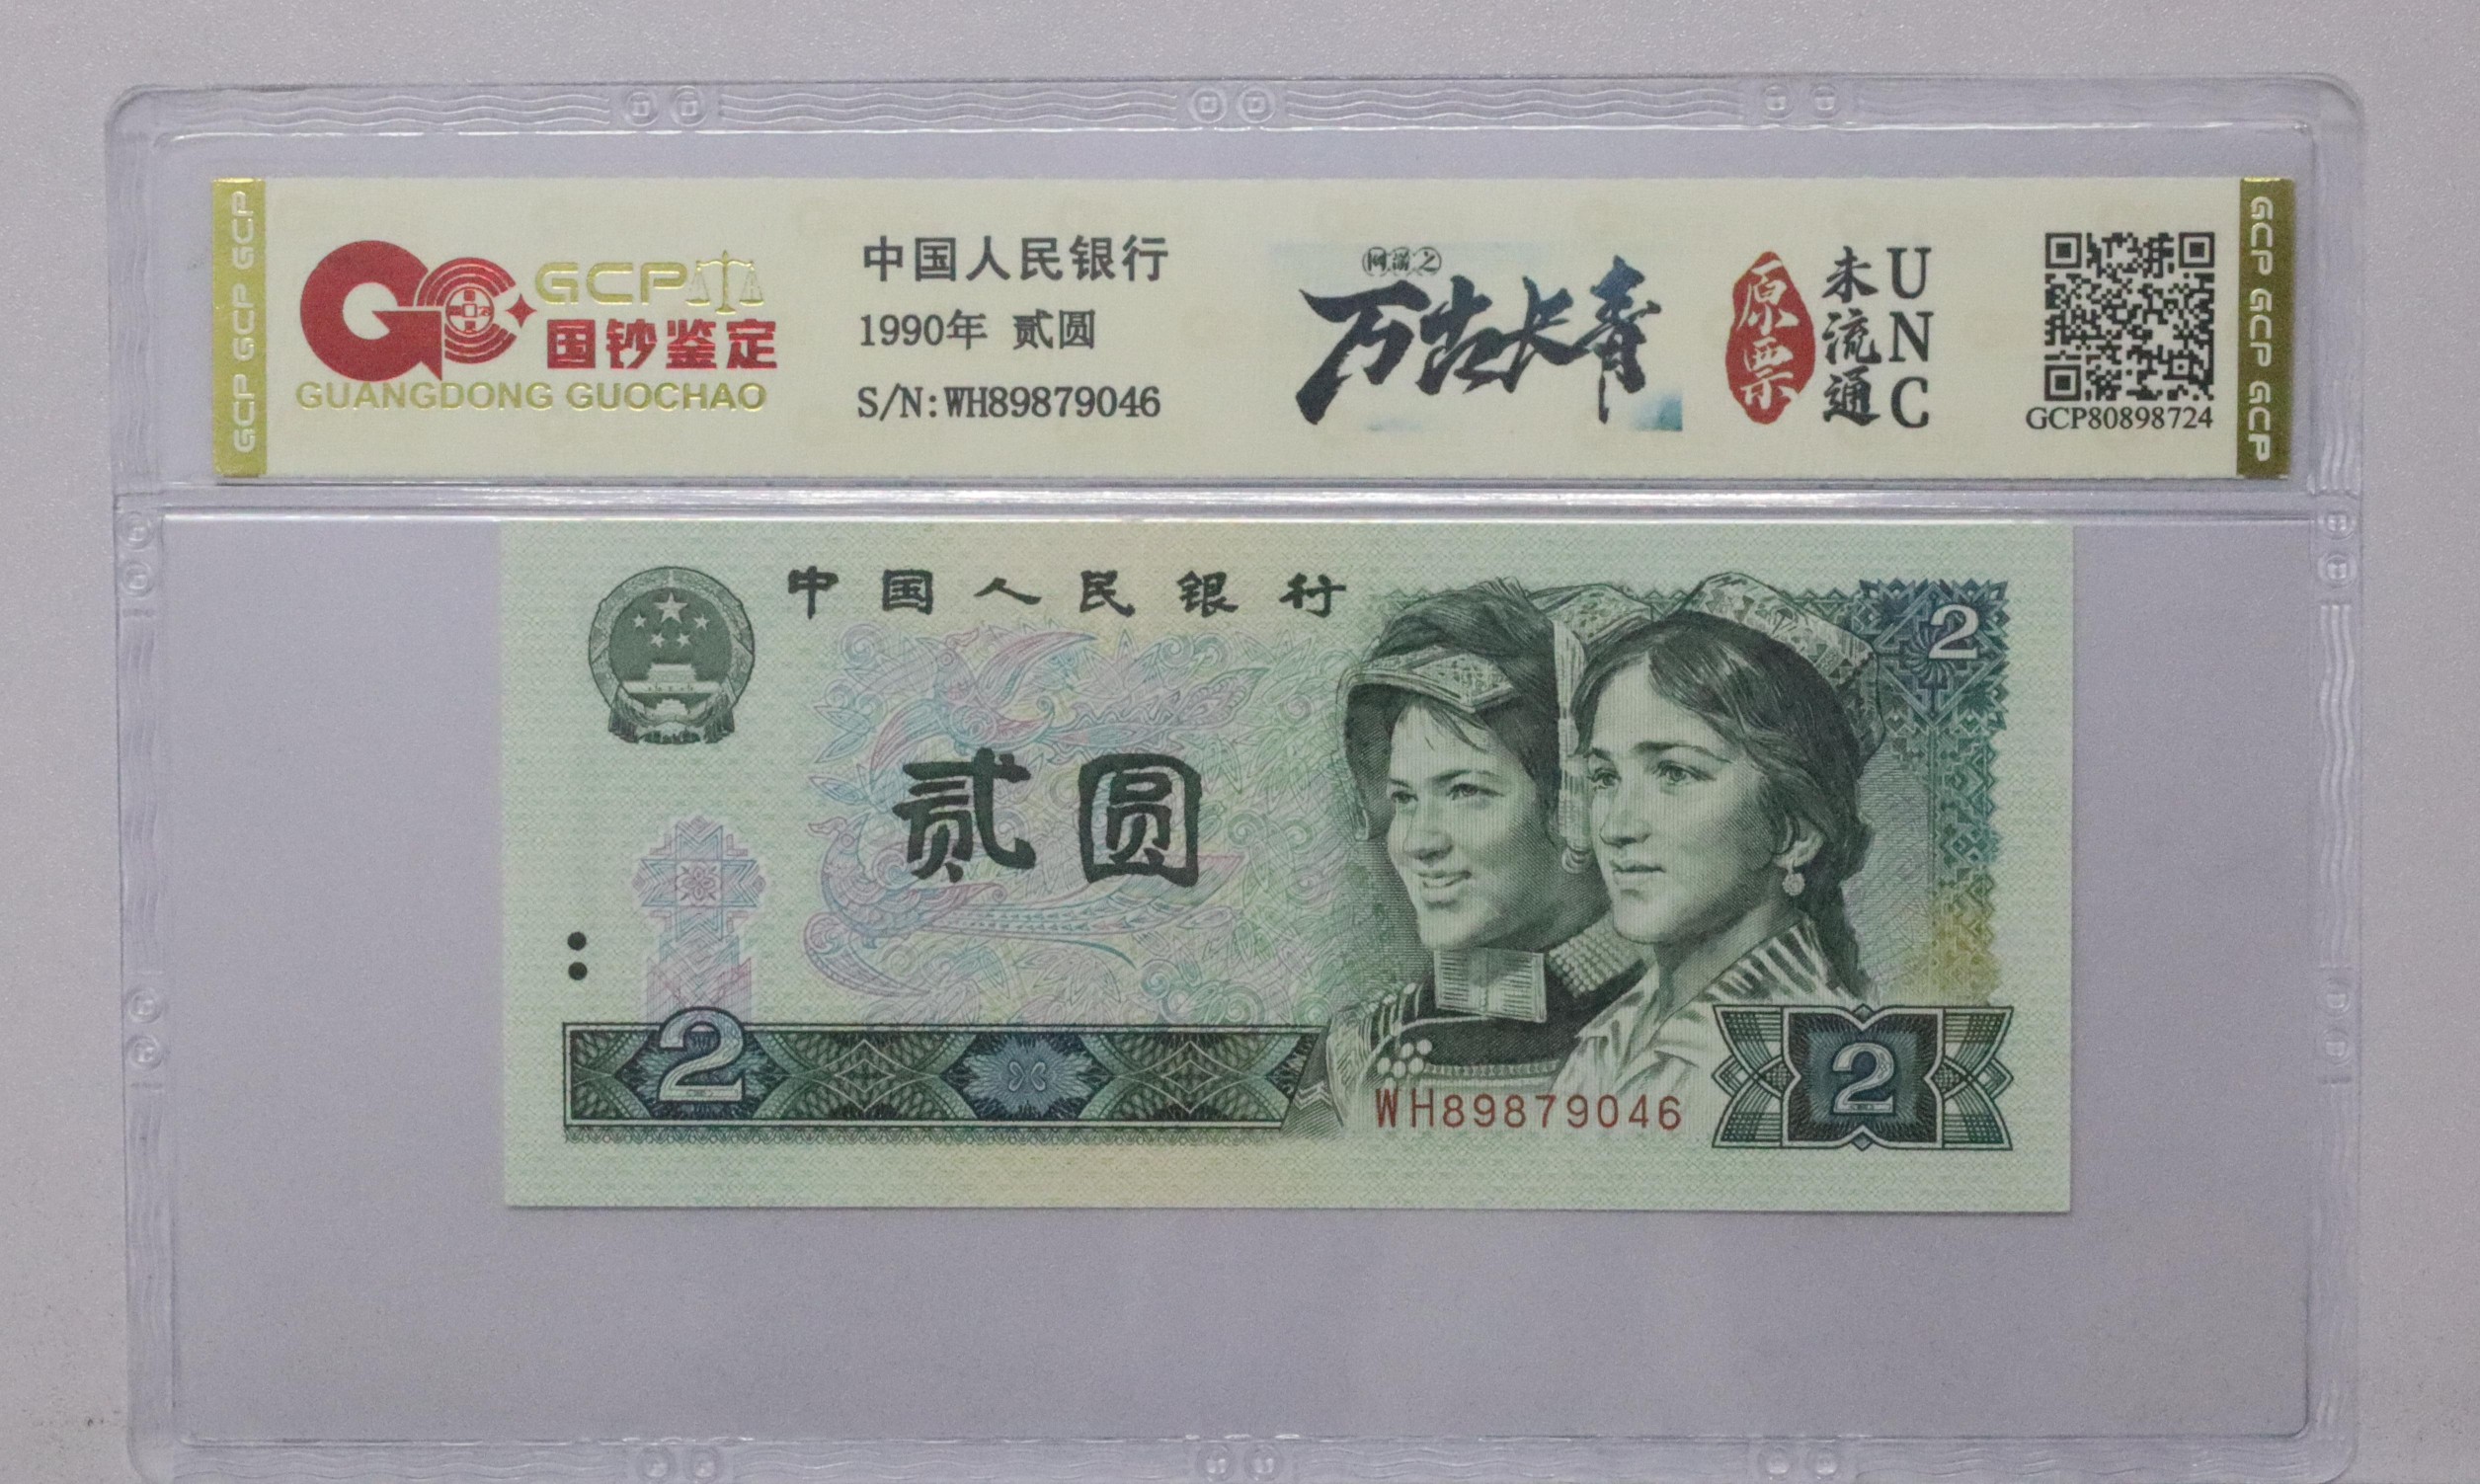 GCP GCP GCP
GCP
国钞鉴定
GUANGDONG GUOCHAO
中国人民银行
1990年 贰圆
S/N:WH89879046
万古长青
原票
未流通
UNC
GCP80898724
GCP GCP GCP
中国人民银行
2
贰圆
2
WH89879046
2